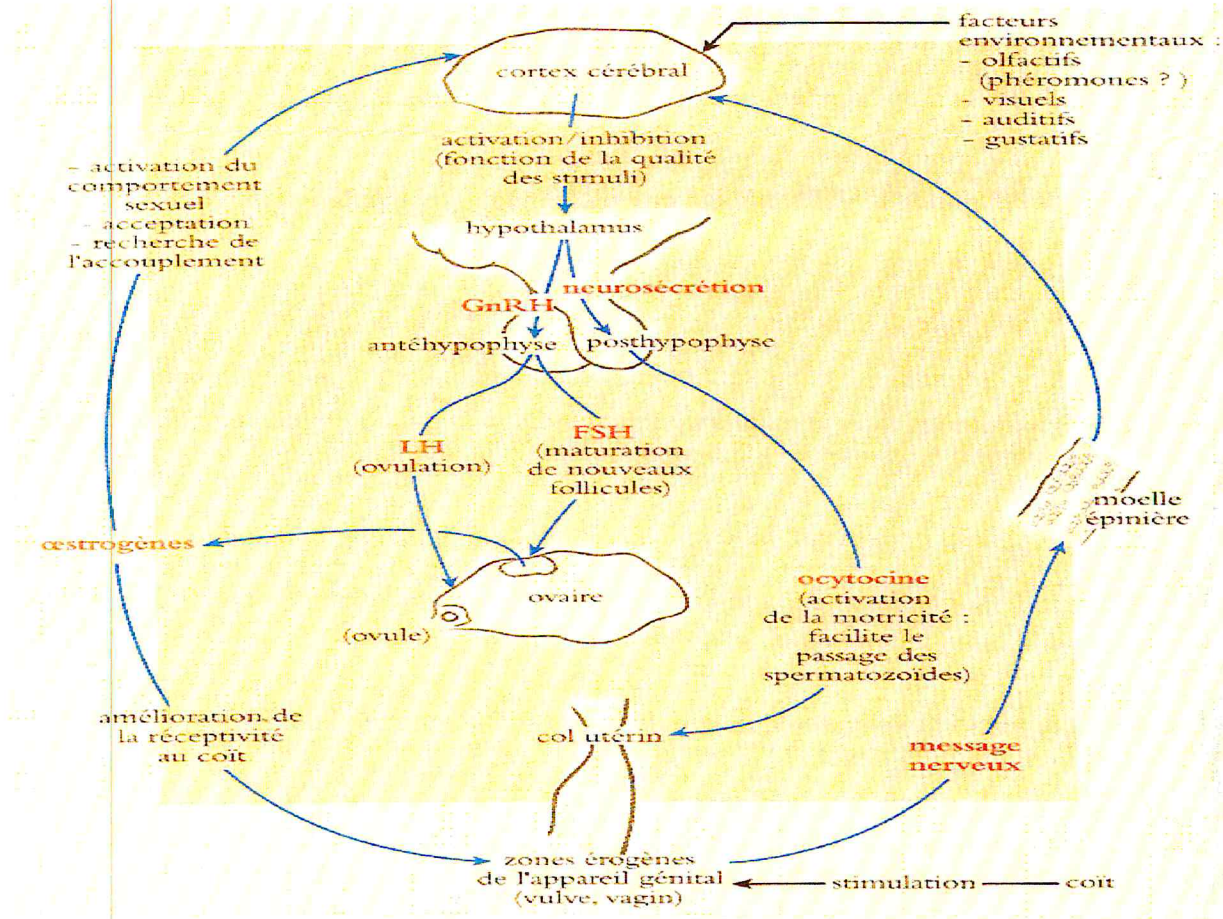 facteurs
environnementaux :
- olfactifs
(phéromones ? )
- visuels
- auditifs
- gustatifs
cortex cérébral
activation/inhibition
(fonction de la qualité
des stimuli)
- activation du
comportement
sexuel
- acceptation
- recherche de
l'accouplement
hypothalamus
neurosécrétion
GnRH
antéhypophyse
posthypophyse
LH
(ovulation)
FSH
(maturation
de nouveaux
follicules)
moelle
épinière
œstrogènes
ovaire
(ovule)
ocytocine
(activation
de la motricité :
facilite le
passage des
spermatozoïdes)
amélioration de
la réceptivité
au coït
col utérin
message
nerveux
zones érogènes
de l'appareil génital
(vulve, vagin)
stimulation
coït